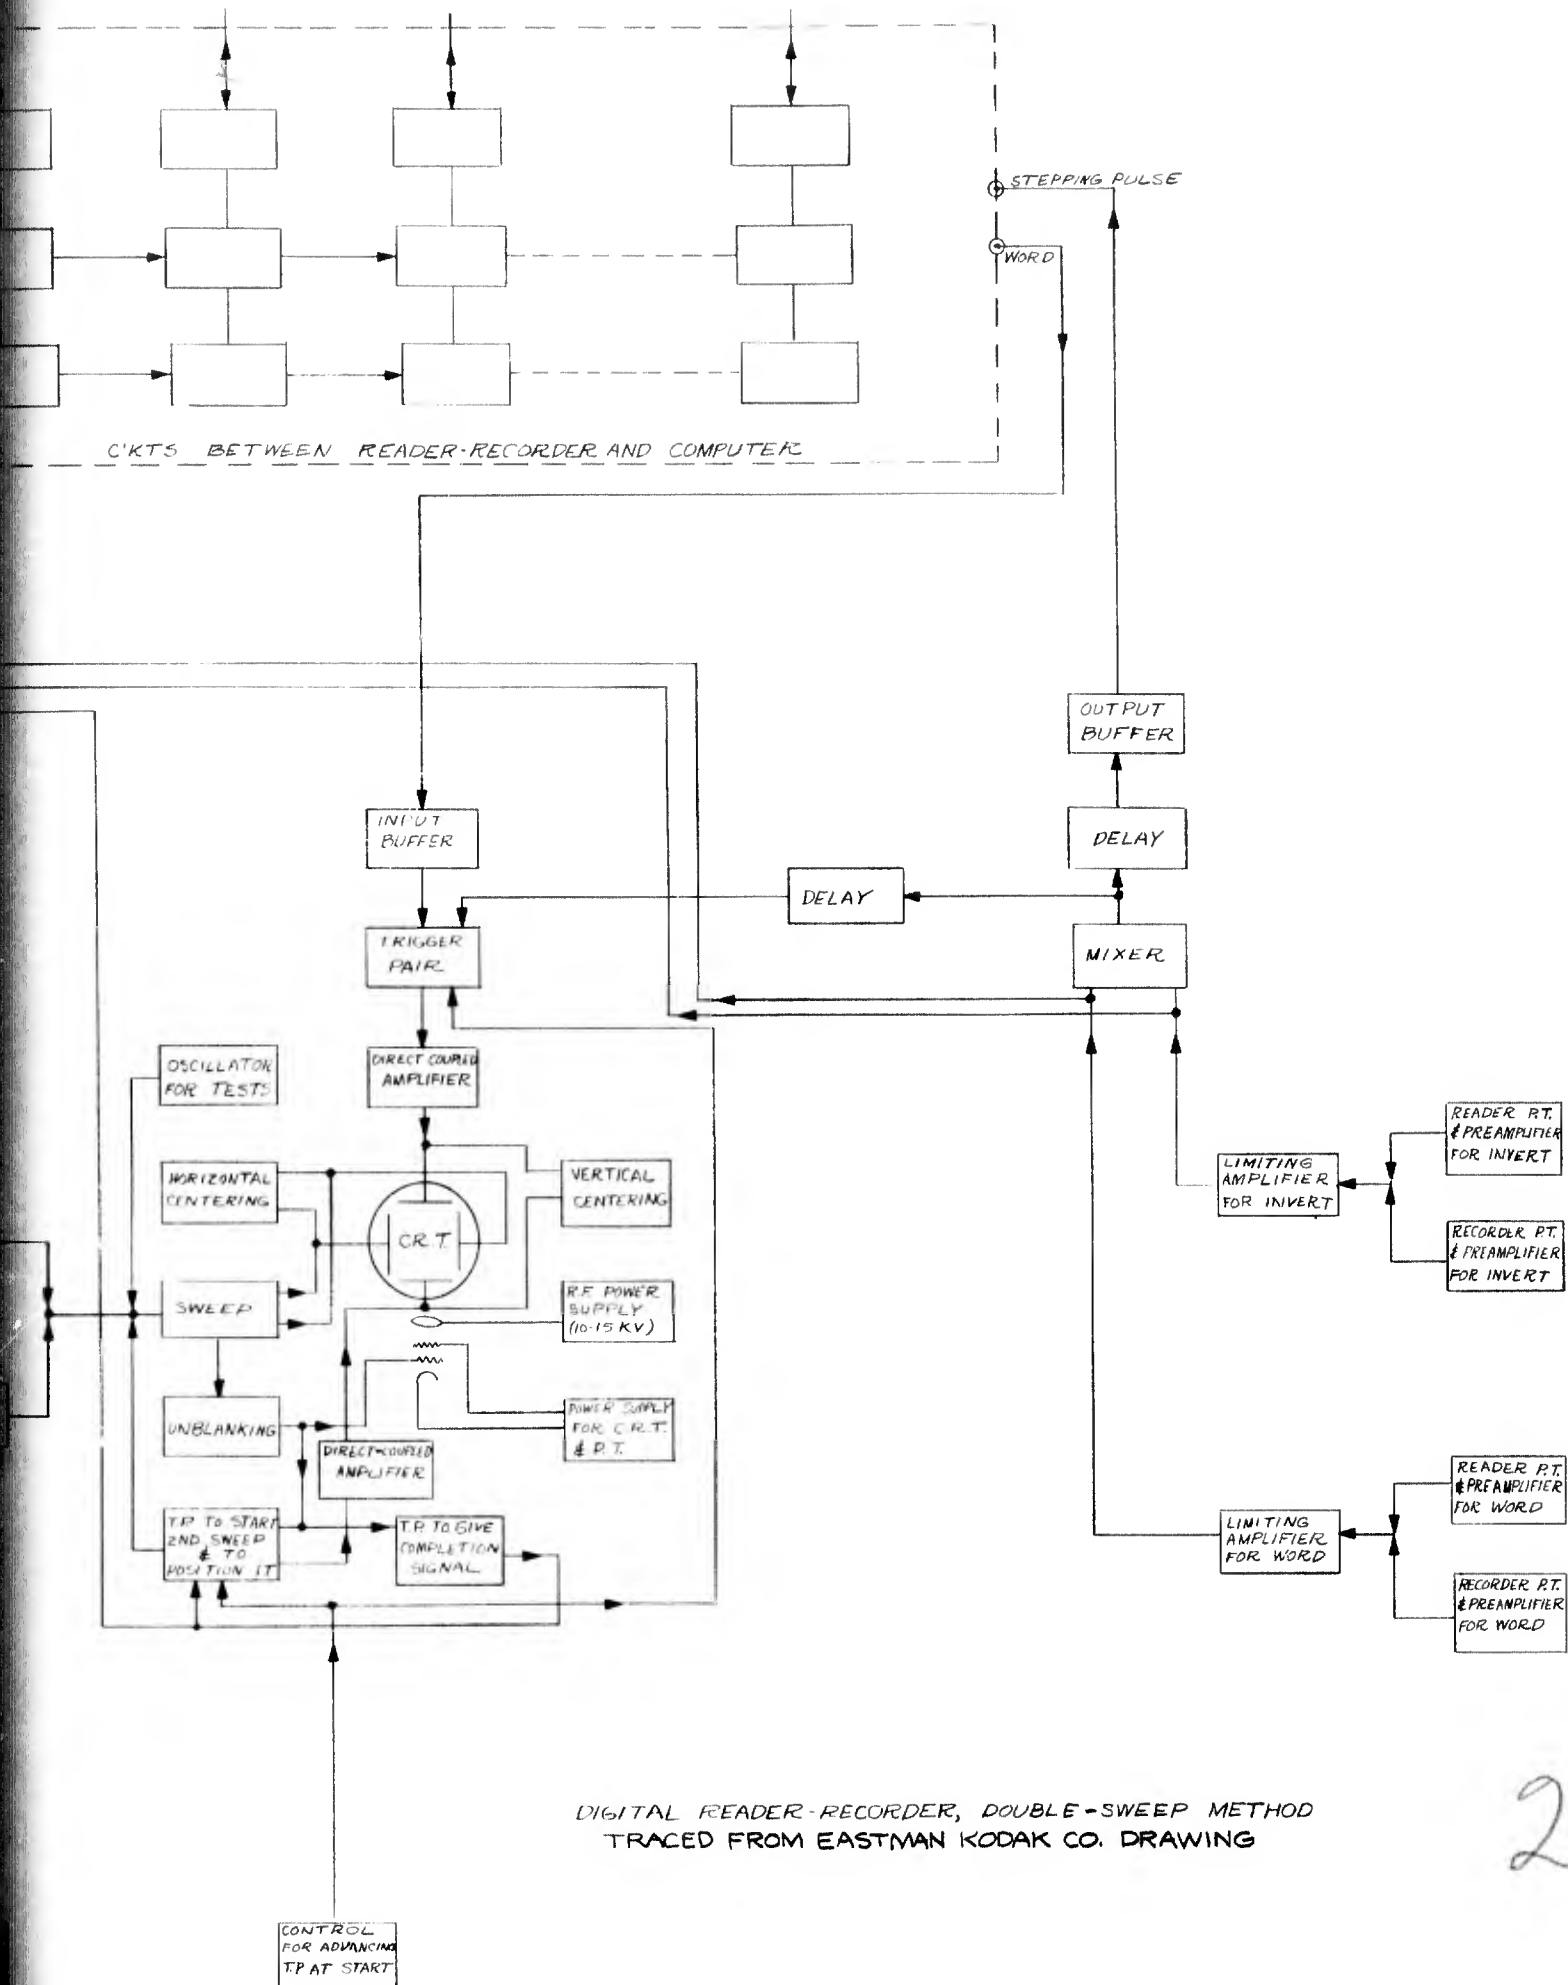 STEPPING PULSE
WORD
C'KTS BETWEEN READER-RECORDER AND COMPUTER
OUTPUT
BUFFER
INPUT
BUFFER
DELAY
DELAY
TRIGGER
PAIR
MIXER
OSCILLATOR
FOR TESTS
DIRECT COUPLED
AMPLIFIER
READER P.T.
& PREAMPLIFIER
FOR INVERT
HORIZONTAL
CENTERING
VERTICAL
CENTERING
LIMITING
AMPLIFIER
FOR INVERT
C.R.T.
RECORDER P.T.
& PREAMPLIFIER
FOR INVERT
SWEEP
R.F. POWER
SUPPLY
(10-15 KV)
UNBLANKING
POWER SUPPLY
FOR C.R.T.
& P.T.
DIRECT-COUPLED
AMPLIFIER
READER P.T.
& PREAMPLIFIER
FOR WORD
T.P. TO START
2ND SWEEP
& TO
POSITION IT
T.P. TO GIVE
COMPLETION
SIGNAL
LIMITING
AMPLIFIER
FOR WORD
RECORDER P.T.
& PREAMPLIFIER
FOR WORD
DIGITAL READER-RECORDER, DOUBLE-SWEEP METHOD
TRACED FROM EASTMAN KODAK CO. DRAWING
2
CONTROL
FOR ADVANCING
T.P AT START